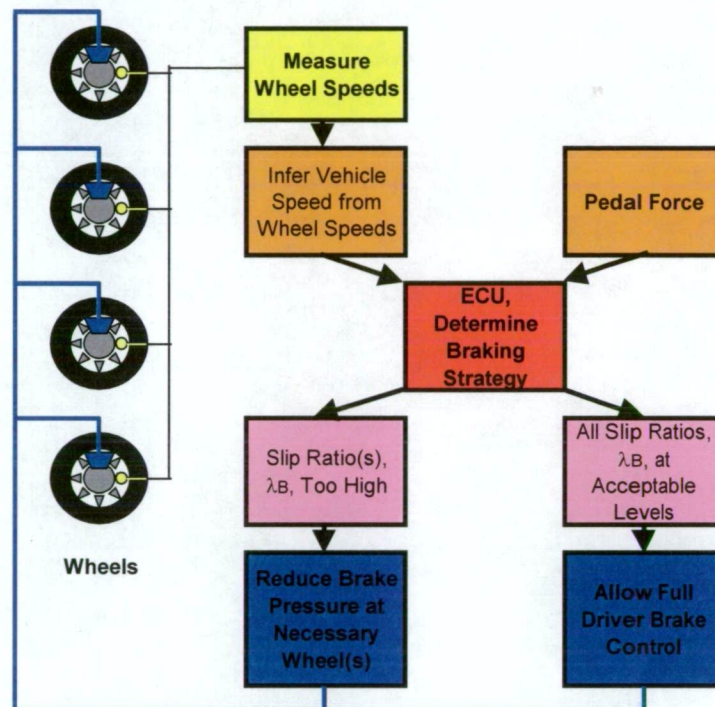 Measure
Wheel Speeds
Infer Vehicle
Speed from
Wheel Speeds
Pedal Force
ECU,
Determine
Braking
Strategy
Slip Ratio(s),
λB, Too High
All Slip Ratios,
λB, at
Acceptable
Levels
Wheels
Reduce Brake
Pressure at
Necessary
Wheel(s)
Allow Full
Driver Brake
Control